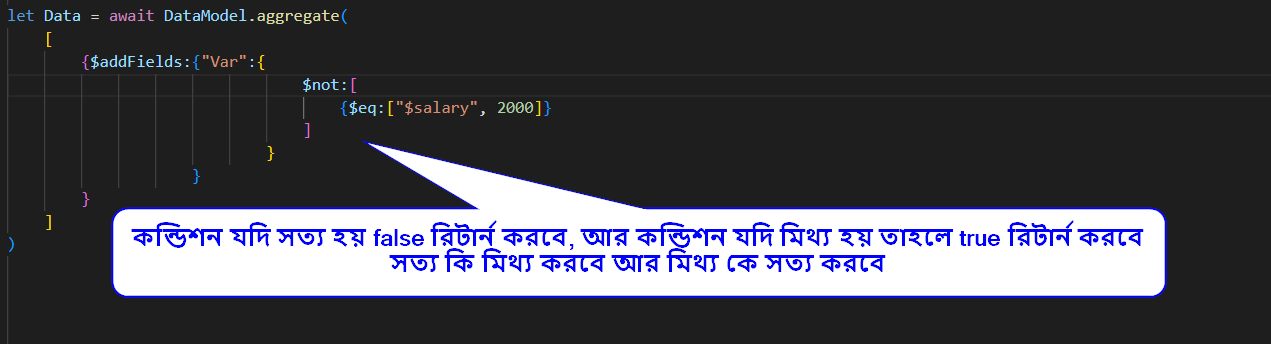 let Data = await DataModel.aggregate(
[
{$addFields:{"Var":{
$not:[
{$eq:["$salary", 2000]}
]
}
}
}
]
)
কন্ডিশন যদি সত্য হয় false রিটার্ন করবে, আর কন্ডিশন যদি মিথ্য হয় তাহলে true রিটার্ন করবে
সত্য কি মিথ্য করবে আর মিথ্য কে সত্য করবে